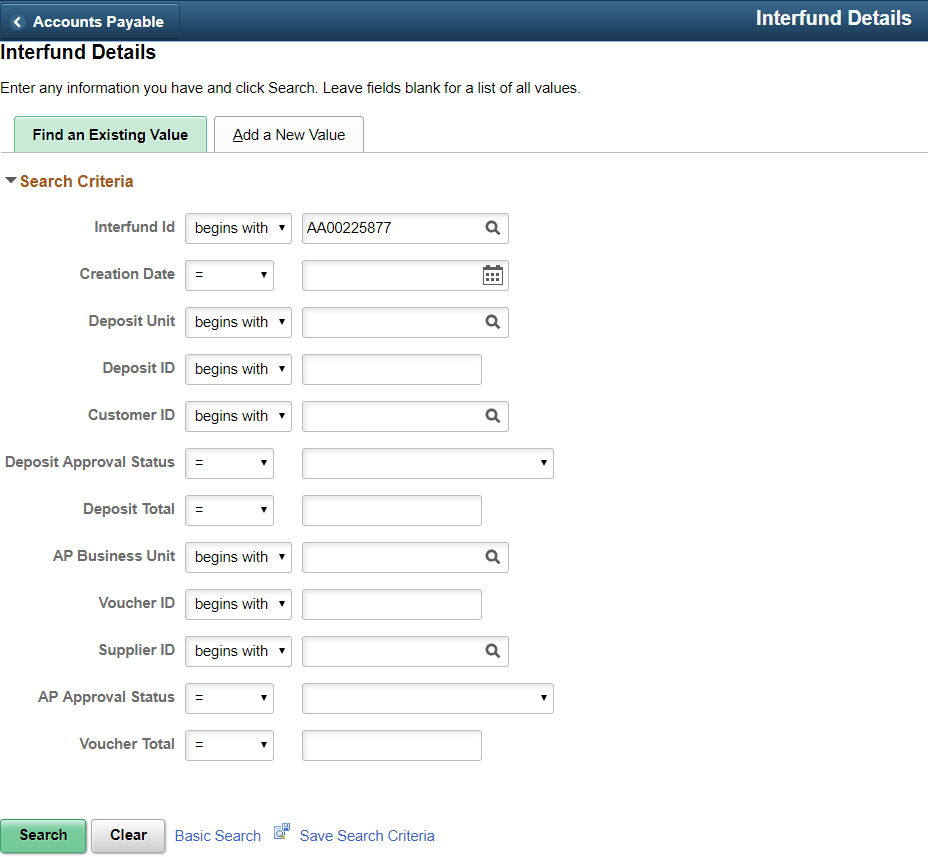 Accounts Payable
Interfund Details
Interfund Details
Enter any information you have and click Search. Leave fields blank for a list of all values.
Find an Existing Value
Add a New Value
Search Criteria
Interfund Id begins with AA00225877
Creation Date =
Deposit Unit begins with
Deposit ID begins with
Customer ID begins with
Deposit Approval Status =
Deposit Total =
AP Business Unit begins with
Voucher ID begins with
Supplier ID begins with
AP Approval Status =
Voucher Total =
Search Clear Basic Search Save Search Criteria